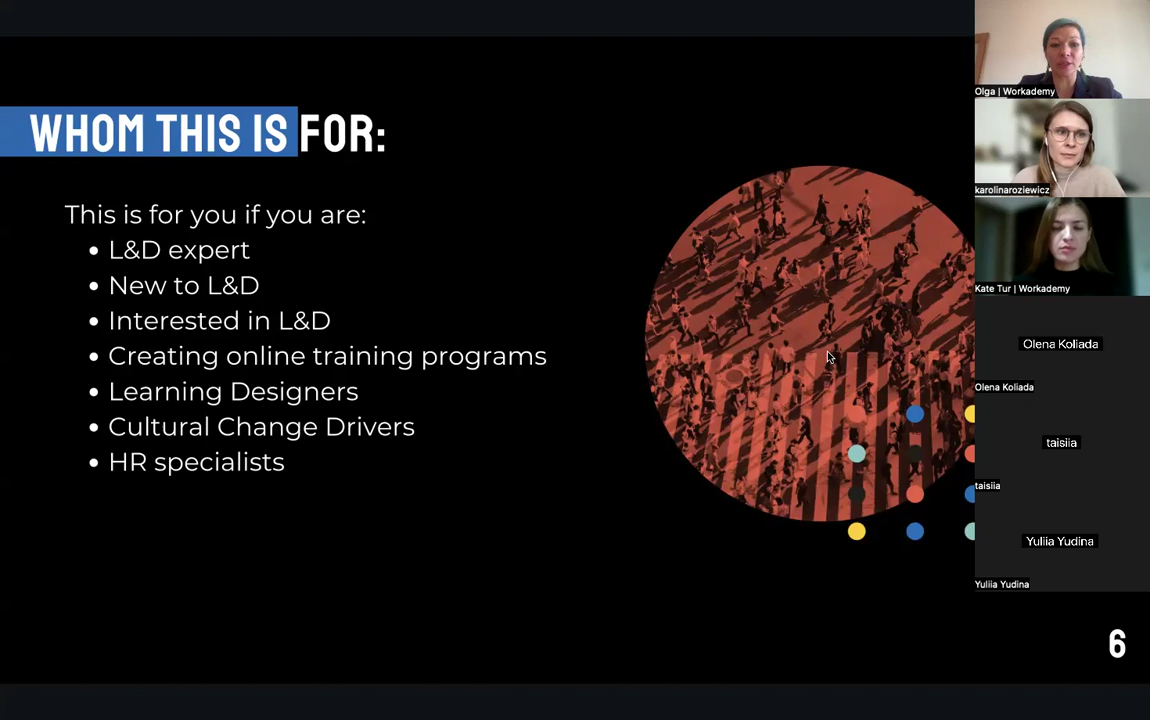 WHOM THIS IS FOR:
This is for you if you are:
• L&D expert
• New to L&D
• Interested in L&D
• Creating online training programs
• Learning Designers
• Cultural Change Drivers
• HR specialists
6
Olga | Workademy
karolinaroziewicz
Kate Tur | Workademy
Olena Koliada
Olena Koliada
taisiia
taisiia
Yuliia Yudina
Yuliia Yudina